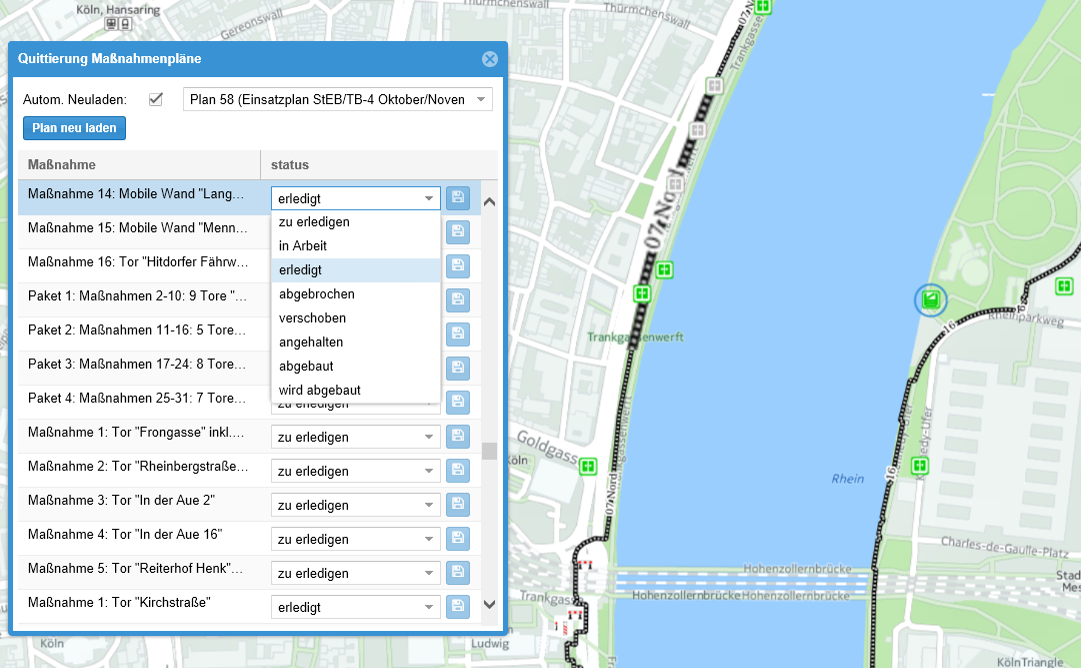 Köln, Hansaring
Gereonswall
Thürmchenswall
Thürmchenswall
Trankgasse
07 Nord
Quittierung Maßnahmenpläne
Autom. Neuladen:
Plan 58 (Einsatzplan StEB/TB-4 Oktober/Noven
Plan neu laden
Maßnahme status
Maßnahme 14: Mobile Wand "Lang... erledigt
zu erledigen
Maßnahme 15: Mobile Wand "Menn...
in Arbeit
Maßnahme 16: Tor "Hitdorfer Fährw...
erledigt
Paket 1: Maßnahmen 2-10: 9 Tore "...
abgebrochen
verschoben
Paket 2: Maßnahmen 11-16: 5 Tore...
angehalten
Paket 3: Maßnahmen 17-24: 8 Tore...
abgebaut
wird abgebaut
Paket 4: Maßnahmen 25-31: 7 Tore...
zu erledigen
Maßnahme 1: Tor "Frongasse" inkl.... zu erledigen
Maßnahme 2: Tor "Rheinbergstraße... zu erledigen
Maßnahme 3: Tor "In der Aue 2" zu erledigen
Maßnahme 4: Tor "In der Aue 16" zu erledigen
Maßnahme 5: Tor "Reiterhof Henk"... zu erledigen
Maßnahme 1: Tor "Kirchstraße" erledigt
07 Nord
Trankgassenwerft
Rheinparkweg
16
16
Goldgasse
Köln
07 Nord
Rhein
16
Charles-de-Gaulle-Platz
Hohenzollernbrücke
Hohenzollernbrücke Hohenzollernbrücke
Stad
Mes
Trankgass
Köln
Ludwig
KölnTriangle